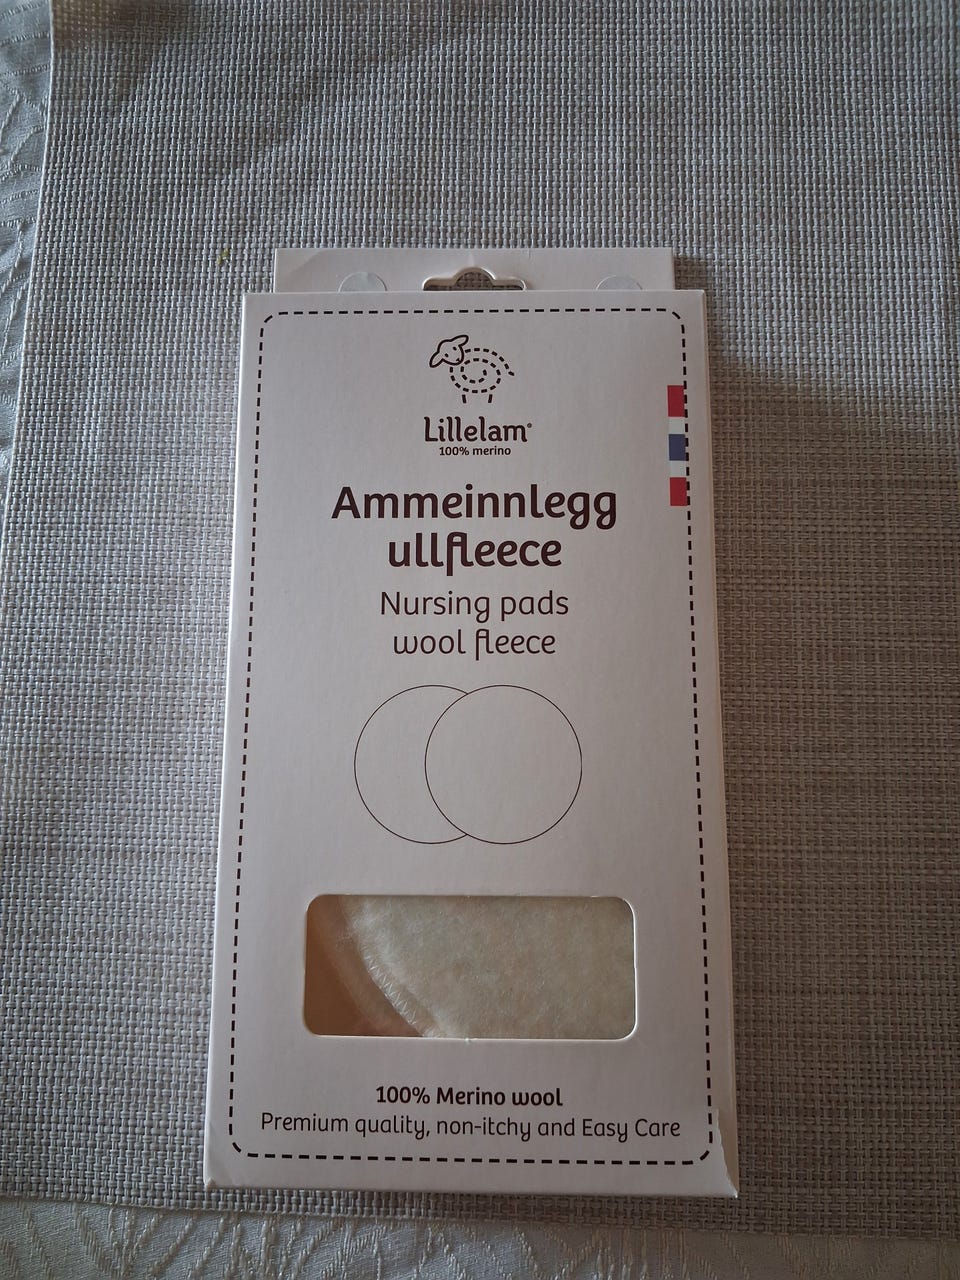 Lillelam®
100% merino
Ammeinnlegg
ullfleece
Nursing pads
wool fleece
100% Merino wool
Premium quality, non-itchy and Easy Care